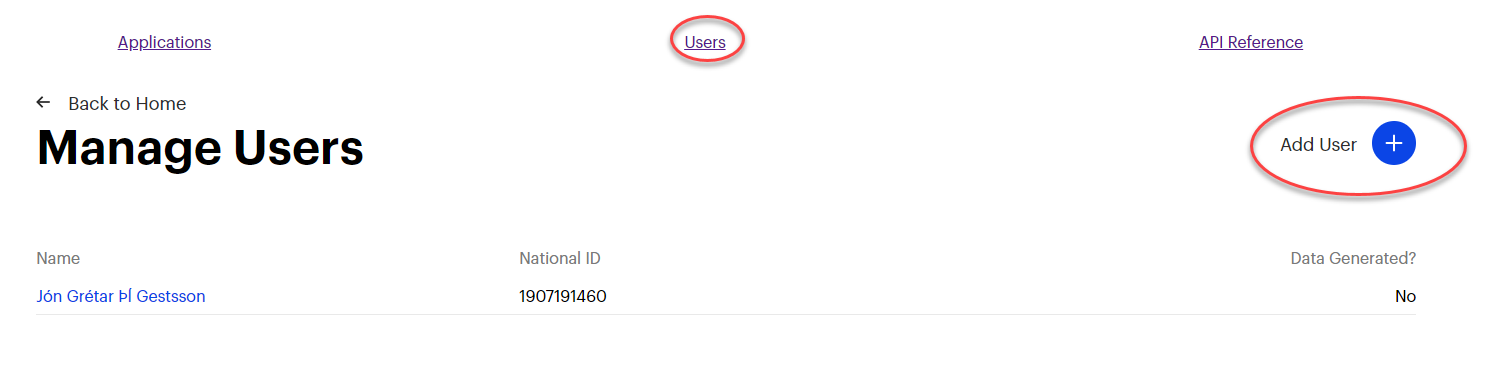 Applications Users API Reference
← Back to Home
Manage Users
Add User +
Name National ID Data Generated?
Jón Grétar ÞÍ Gestsson 1907191460 No